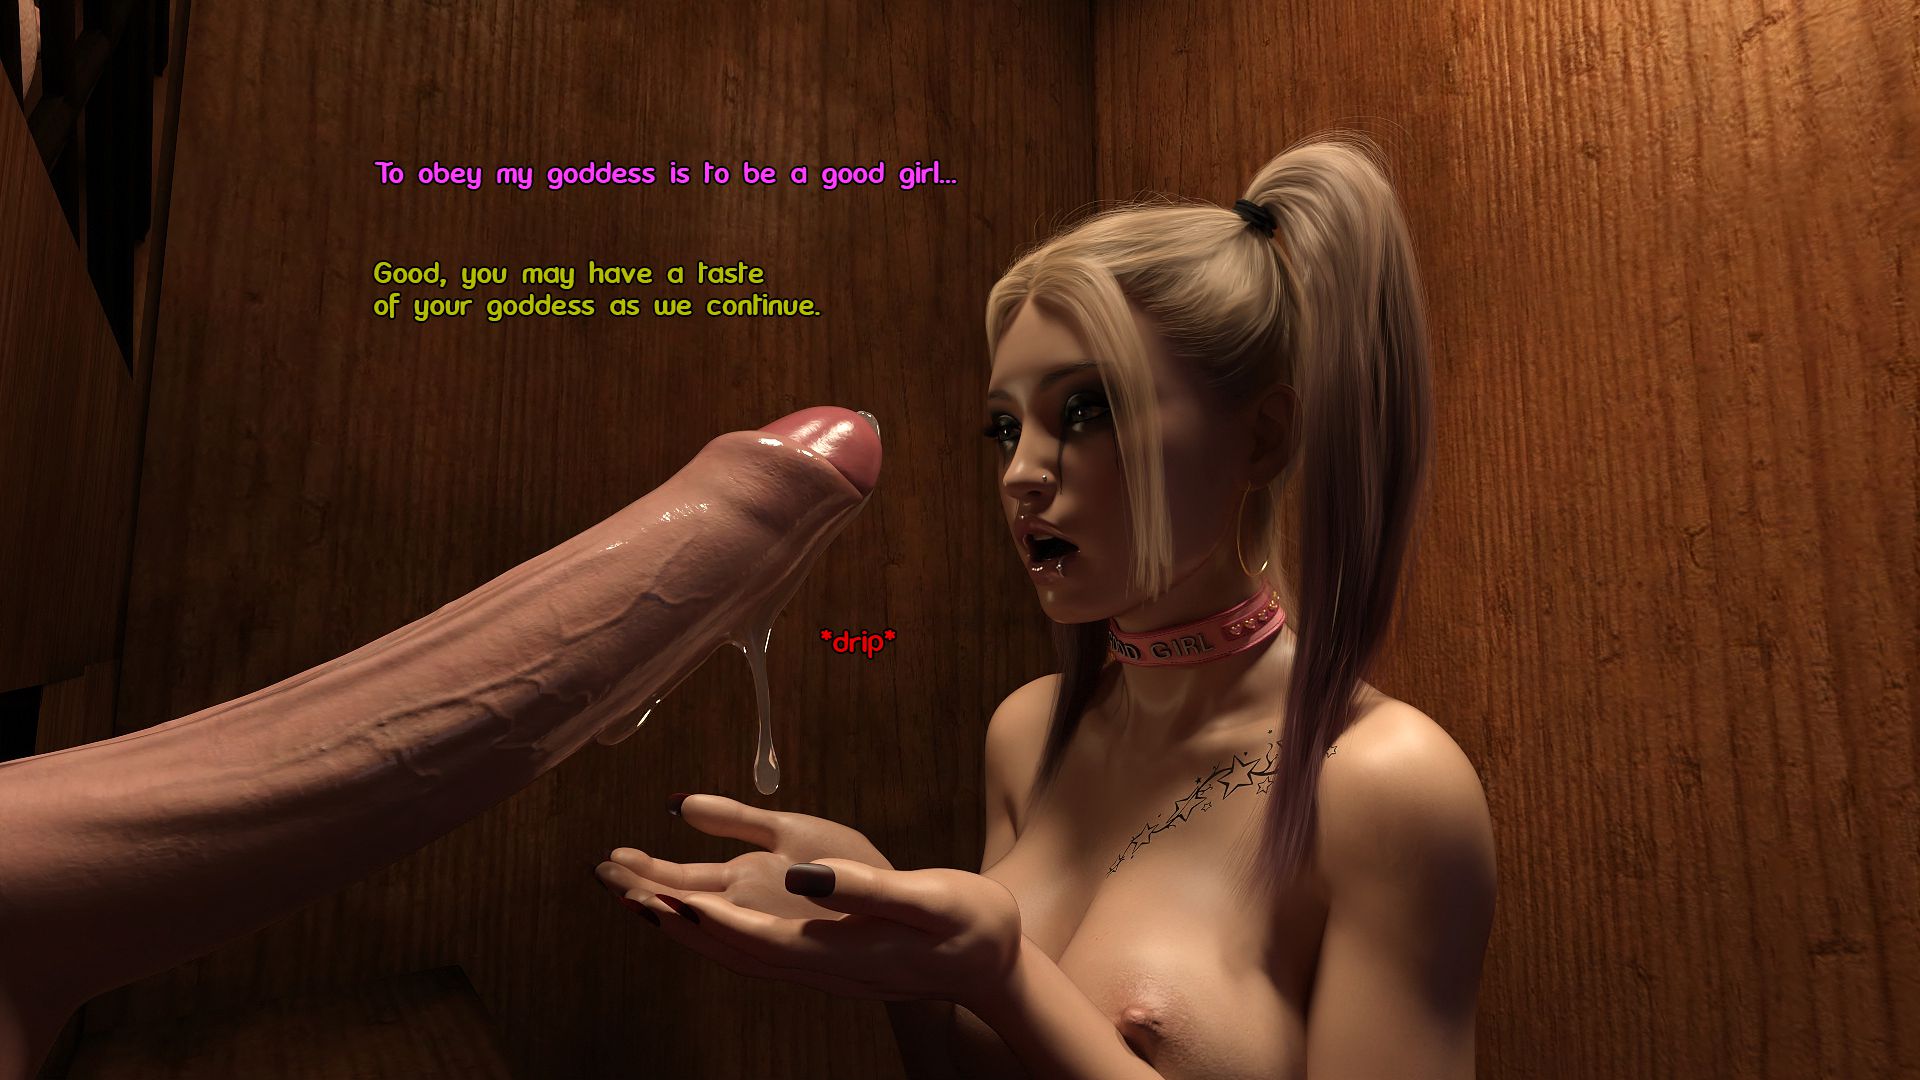 To obey my goddess is to be a good girl...
Good, you may have a taste
of your goddess as we continue.
*drip*
GIRL